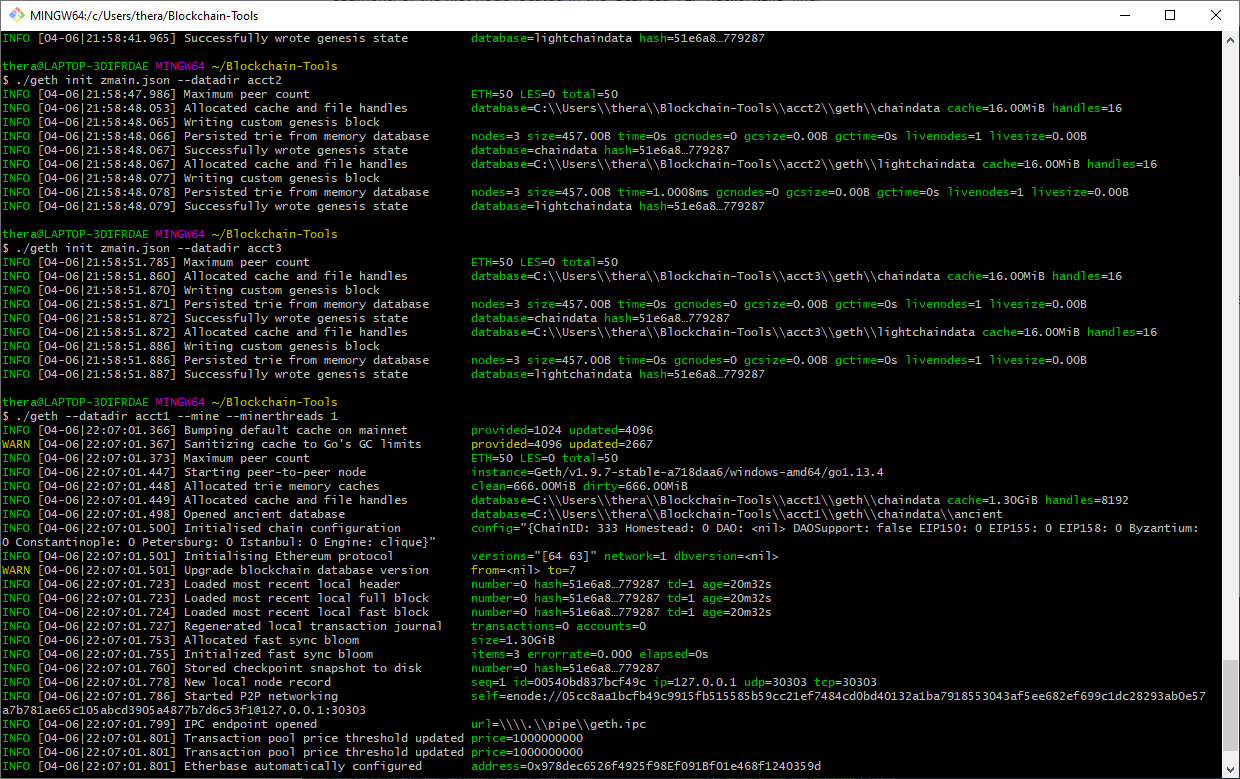 MINGW64:/c/Users/thera/Blockchain-Tools
INFO [04-06|21:58:41.965] Successfully wrote genesis state database=lightchaindata hash=51e6a8…779287
thera@LAPTOP-3DIFRDAE MINGW64 ~/Blockchain-Tools
$ ./geth init zmain.json --datadir acct2
INFO [04-06|21:58:47.986] Maximum peer count ETH=50 LES=0 total=50
INFO [04-06|21:58:48.053] Allocated cache and file handles database=C:\\Users\\thera\\Blockchain-Tools\\acct2\\geth\\chaindata cache=16.00MiB handles=16
INFO [04-06|21:58:48.065] Writing custom genesis block
INFO [04-06|21:58:48.066] Persisted trie from memory database nodes=3 size=457.00B time=0s gcnodes=0 gcsize=0.00B gctime=0s livenodes=1 livesize=0.00B
INFO [04-06|21:58:48.067] Successfully wrote genesis state database=chaindata hash=51e6a8…779287
INFO [04-06|21:58:48.067] Allocated cache and file handles database=C:\\Users\\thera\\Blockchain-Tools\\acct2\\geth\\lightchaindata cache=16.00MiB handles=16
INFO [04-06|21:58:48.077] Writing custom genesis block
INFO [04-06|21:58:48.078] Persisted trie from memory database nodes=3 size=457.00B time=1.0008ms gcnodes=0 gcsize=0.00B gctime=0s livenodes=1 livesize=0.00B
INFO [04-06|21:58:48.079] Successfully wrote genesis state database=lightchaindata hash=51e6a8…779287
thera@LAPTOP-3DIFRDAE MINGW64 ~/Blockchain-Tools
$ ./geth init zmain.json --datadir acct3
INFO [04-06|21:58:51.785] Maximum peer count ETH=50 LES=0 total=50
INFO [04-06|21:58:51.860] Allocated cache and file handles database=C:\\Users\\thera\\Blockchain-Tools\\acct3\\geth\\chaindata cache=16.00MiB handles=16
INFO [04-06|21:58:51.870] Writing custom genesis block
INFO [04-06|21:58:51.871] Persisted trie from memory database nodes=3 size=457.00B time=0s gcnodes=0 gcsize=0.00B gctime=0s livenodes=1 livesize=0.00B
INFO [04-06|21:58:51.872] Successfully wrote genesis state database=chaindata hash=51e6a8…779287
INFO [04-06|21:58:51.872] Allocated cache and file handles database=C:\\Users\\thera\\Blockchain-Tools\\acct3\\geth\\lightchaindata cache=16.00MiB handles=16
INFO [04-06|21:58:51.886] Writing custom genesis block
INFO [04-06|21:58:51.886] Persisted trie from memory database nodes=3 size=457.00B time=0s gcnodes=0 gcsize=0.00B gctime=0s livenodes=1 livesize=0.00B
INFO [04-06|21:58:51.887] Successfully wrote genesis state database=lightchaindata hash=51e6a8…779287
thera@LAPTOP-3DIFRDAE MINGW64 ~/Blockchain-Tools
$ ./geth --datadir acct1 --mine --minerthreads 1
INFO [04-06|22:07:01.366] Bumping default cache on mainnet provided=1024 updated=4096
WARN [04-06|22:07:01.367] Sanitizing cache to Go's GC limits provided=4096 updated=2667
INFO [04-06|22:07:01.373] Maximum peer count ETH=50 LES=0 total=50
INFO [04-06|22:07:01.447] Starting peer-to-peer node instance=Geth/v1.9.7-stable-a718daa6/windows-amd64/go1.13.4
INFO [04-06|22:07:01.448] Allocated trie memory caches clean=666.00MiB dirty=666.00MiB
INFO [04-06|22:07:01.449] Allocated cache and file handles database=C:\\Users\\thera\\Blockchain-Tools\\acct1\\geth\\chaindata cache=1.30GiB handles=8192
INFO [04-06|22:07:01.498] Opened ancient database database=C:\\Users\\thera\\Blockchain-Tools\\acct1\\geth\\chaindata\\ancient
INFO [04-06|22:07:01.500] Initialised chain configuration config="{ChainID: 333 Homestead: 0 DAO: <nil> DAOSupport: false EIP150: 0 EIP155: 0 EIP158: 0 Byzantium:
0 Constantinople: 0 Petersburg: 0 Istanbul: 0 Engine: clique}"
INFO [04-06|22:07:01.501] Initialising Ethereum protocol versions="[64 63]" network=1 dbversion=<nil>
WARN [04-06|22:07:01.501] Upgrade blockchain database version from=<nil> to=7
INFO [04-06|22:07:01.723] Loaded most recent local header number=0 hash=51e6a8…779287 td=1 age=20m32s
INFO [04-06|22:07:01.723] Loaded most recent local full block number=0 hash=51e6a8…779287 td=1 age=20m32s
INFO [04-06|22:07:01.724] Loaded most recent local fast block number=0 hash=51e6a8…779287 td=1 age=20m32s
INFO [04-06|22:07:01.727] Regenerated local transaction journal transactions=0 accounts=0
INFO [04-06|22:07:01.753] Allocated fast sync bloom size=1.30GiB
INFO [04-06|22:07:01.755] Initialized fast sync bloom items=3 errorrate=0.000 elapsed=0s
INFO [04-06|22:07:01.760] Stored checkpoint snapshot to disk number=0 hash=51e6a8…779287
INFO [04-06|22:07:01.778] New local node record seq=1 id=00540bd837bcf49c ip=127.0.0.1 udp=30303 tcp=30303
INFO [04-06|22:07:01.786] Started P2P networking self=enode://05cc8aa1bcfb49c9915fb515585b59cc21ef7484cd0bd40132a1ba7918553043af5ee682ef699c1dc28293ab0e57
a7b781ae65c105abcd3905a4877b7d6c53f1@127.0.0.1:30303
INFO [04-06|22:07:01.799] IPC endpoint opened url=\\\\.\\pipe\\geth.ipc
INFO [04-06|22:07:01.801] Transaction pool price threshold updated price=1000000000
INFO [04-06|22:07:01.801] Transaction pool price threshold updated price=1000000000
INFO [04-06|22:07:01.801] Etherbase automatically configured address=0x978dec6526f4925f98Ef091Bf01e468f1240359d